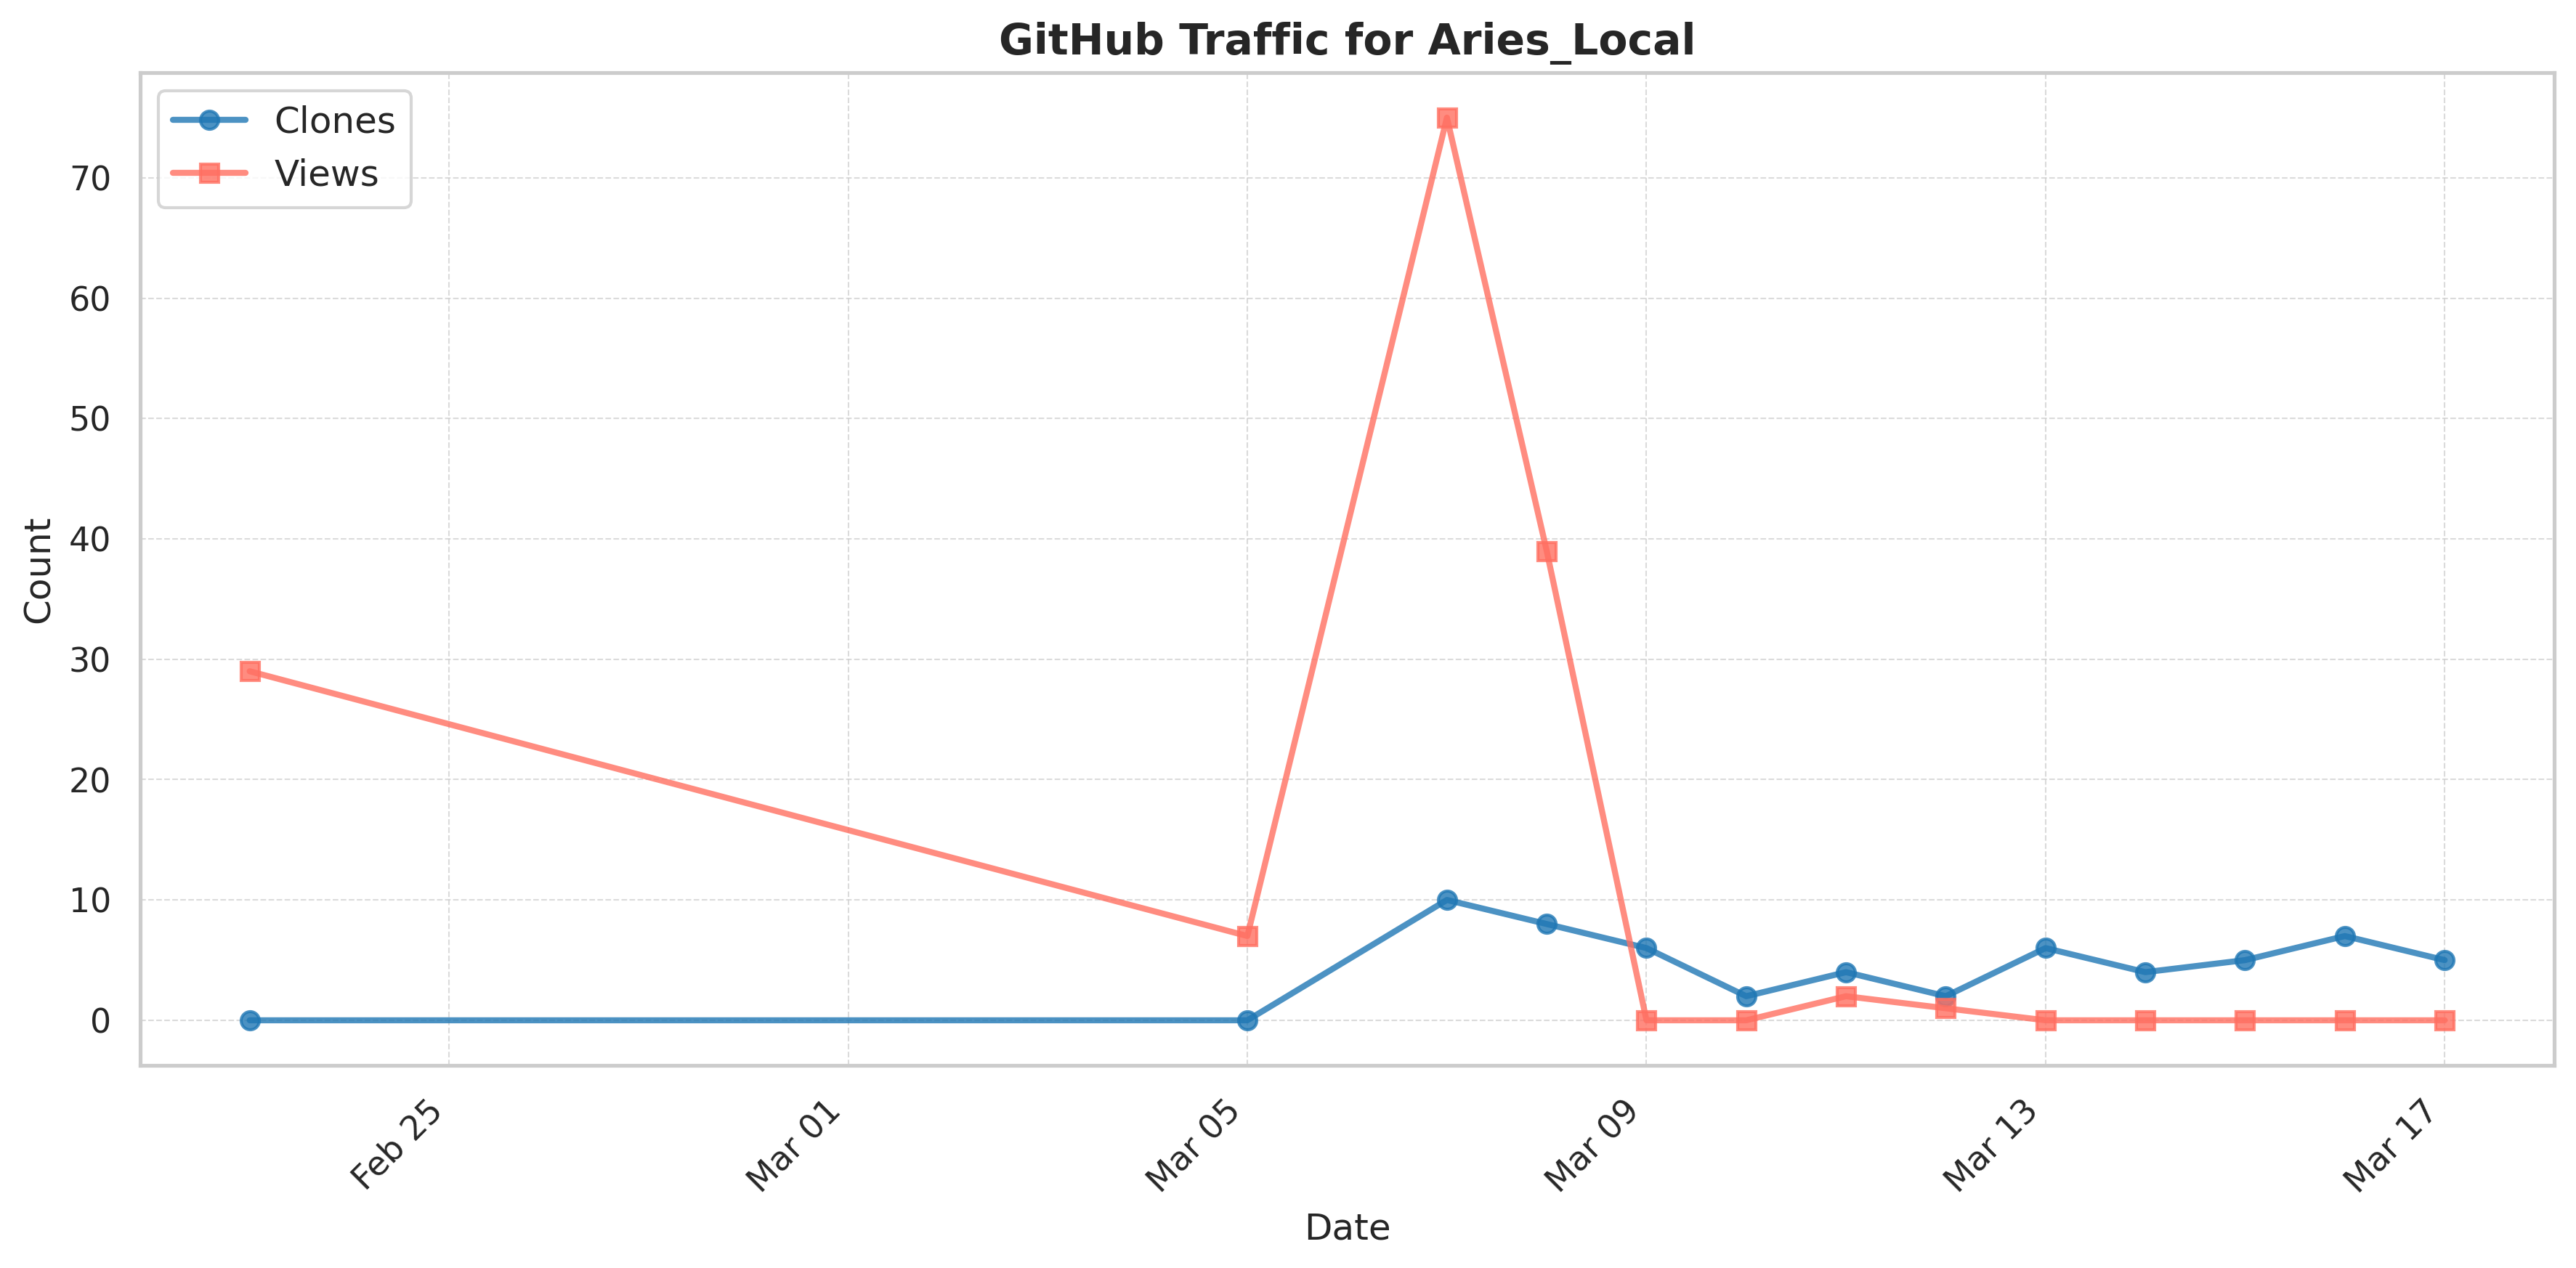 GitHub Traffic for Aries_Local
Clones
Views
70
60
50
40
30
20
10
0
Count
Feb 25
Mar 01
Mar 05
Mar 09
Mar 13
Mar 17
Date